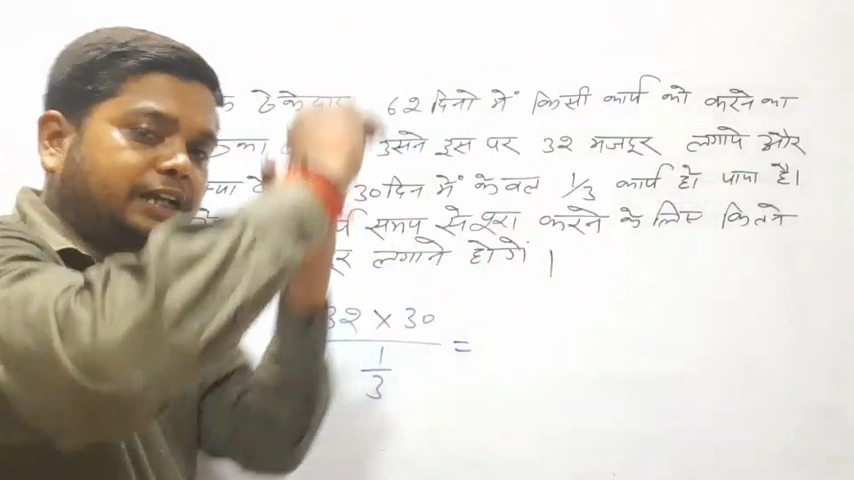 ठेकेदार 62 दिनो में किसी कार्य को करने का
उसने इस पर 32 मजदूर लगाये और
30 दिन में केवल 1/3 कार्य हो पाया है।
समय से पूरा करने के लिए कितने
लगाने होगे ।
32 × 30 =
1
3